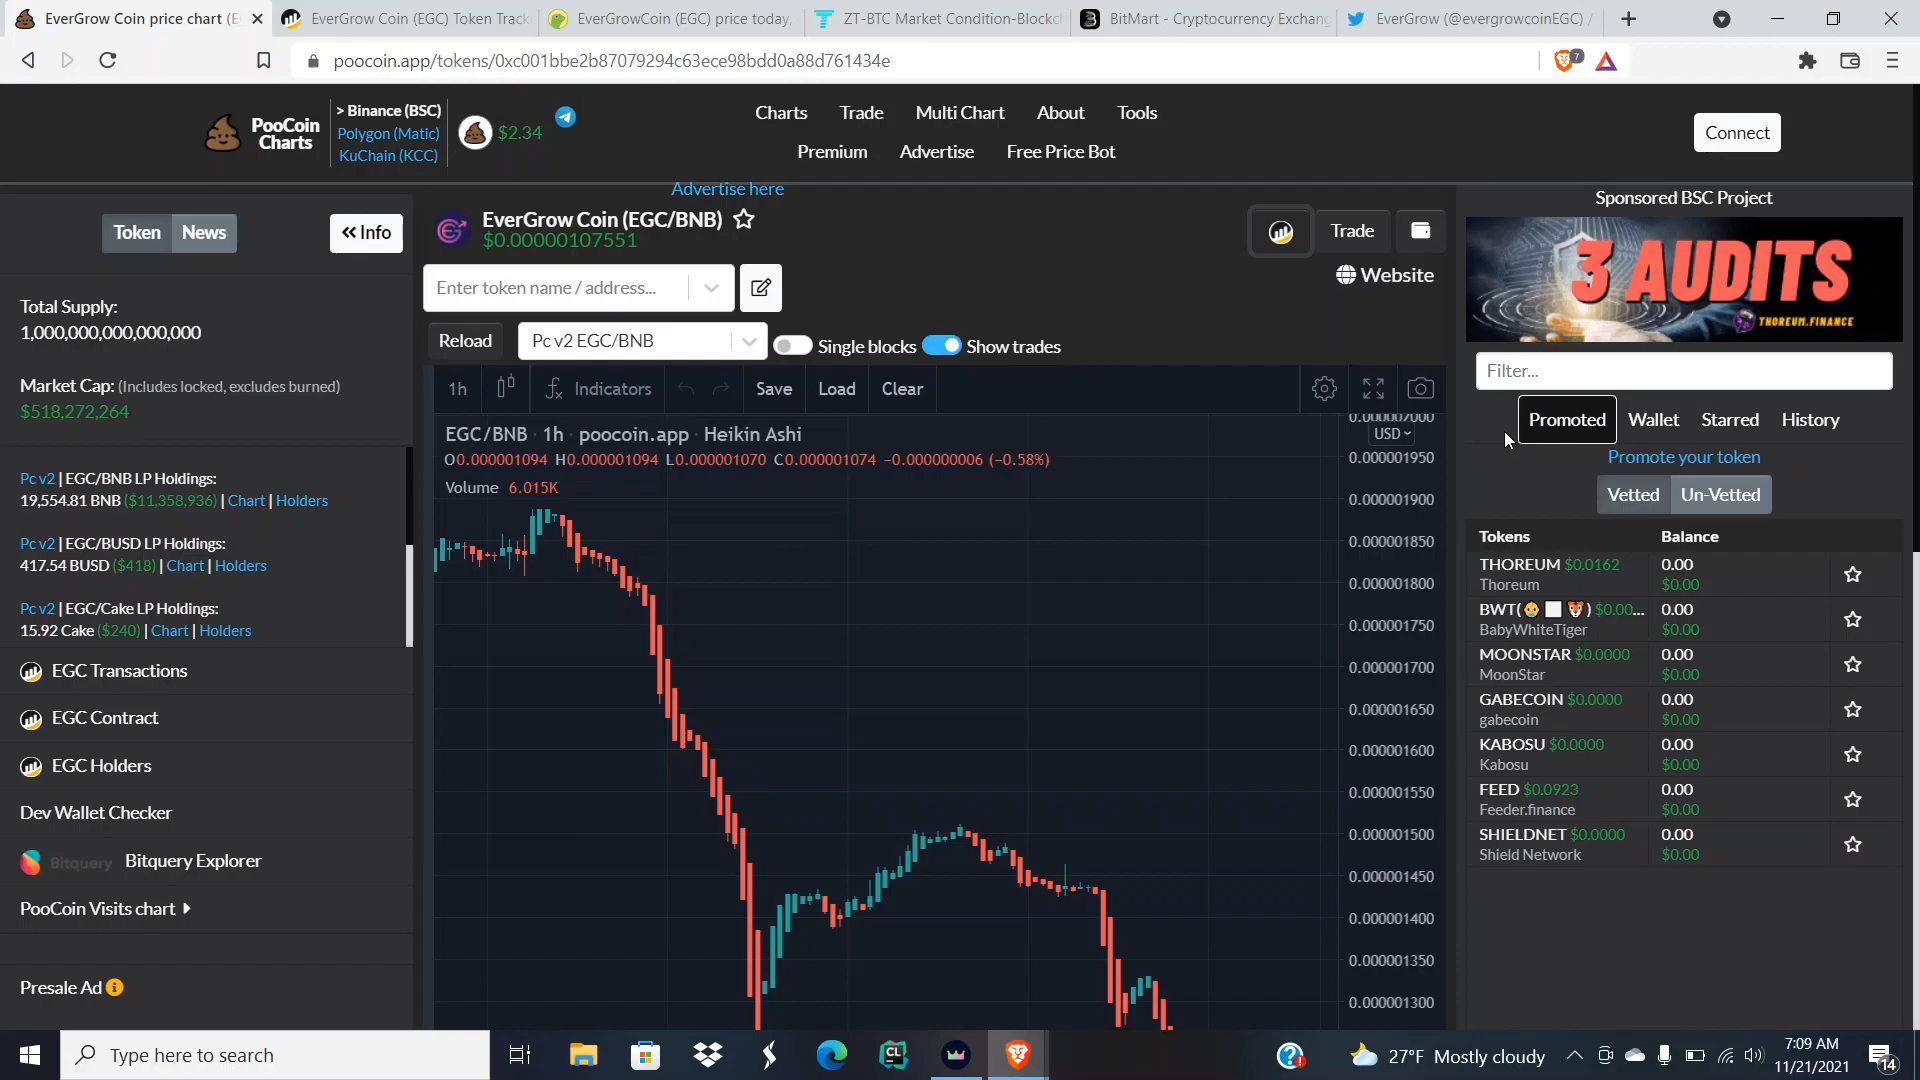 EverGrow Coin price chart (E
EverGrow Coin (EGC) Token Track
EverGrowCoin (EGC) price today,
ZT-BTC Market Condition-Blockc
BitMart - Cryptocurrency Exchang
EverGrow (@evergrowcoinEGC) /
poocoin.app/tokens/0xc001bbe2b87079294c63ece98bdd0a88d761434e
7
PooCoin
Charts
> Binance (BSC)
Polygon (Matic)
KuChain (KCC)
$2.34
Charts
Trade
Multi Chart
About
Tools
Premium
Advertise
Free Price Bot
Connect
Advertise here
Token
News
Info
Total Supply:
1,000,000,000,000,000
Market Cap: (Includes locked, excludes burned)
$518,272,264
Pc v2 | EGC/BNB LP Holdings:
19,554.81 BNB ($11,358,936) | Chart | Holders
Pc v2 | EGC/BUSD LP Holdings:
417.54 BUSD ($418) | Chart | Holders
Pc v2 | EGC/Cake LP Holdings:
15.92 Cake ($240) | Chart | Holders
EGC Transactions
EGC Contract
EGC Holders
Dev Wallet Checker
Bitquery Bitquery Explorer
PooCoin Visits chart
Presale Ad
EverGrow Coin (EGC/BNB)
$0.00000107551
Trade
Website
Enter token name / address...
Reload
Pc v2 EGC/BNB
Single blocks
Show trades
1h
Indicators
Save
Load
Clear
EGC/BNB · 1h · poocoin.app · Heikin Ashi
O0.000001094 H0.000001094 L0.000001070 C0.000001074 −0.000000006 (−0.58%)
Volume 6.015K
0.000002000
USD
0.000001950
0.000001900
0.000001850
0.000001800
0.000001750
0.000001700
0.000001650
0.000001600
0.000001550
0.000001500
0.000001450
0.000001400
0.000001350
0.000001300
Sponsored BSC Project
3 AUDITS
THOREUM.FINANCE
Filter...
Promoted
Wallet
Starred
History
Promote your token
Vetted
Un-Vetted
Tokens
Balance
THOREUM $0.0162
Thoreum
0.00
$0.00
BWT(👶⬜🐯) $0.00...
BabyWhiteTiger
0.00
$0.00
MOONSTAR $0.0000
MoonStar
0.00
$0.00
GABECOIN $0.0000
gabecoin
0.00
$0.00
KABOSU $0.0000
Kabosu
0.00
$0.00
FEED $0.0923
Feeder.finance
0.00
$0.00
SHIELDNET $0.0000
Shield Network
0.00
$0.00
Type here to search
CL
27°F Mostly cloudy
7:09 AM
11/21/2021
14